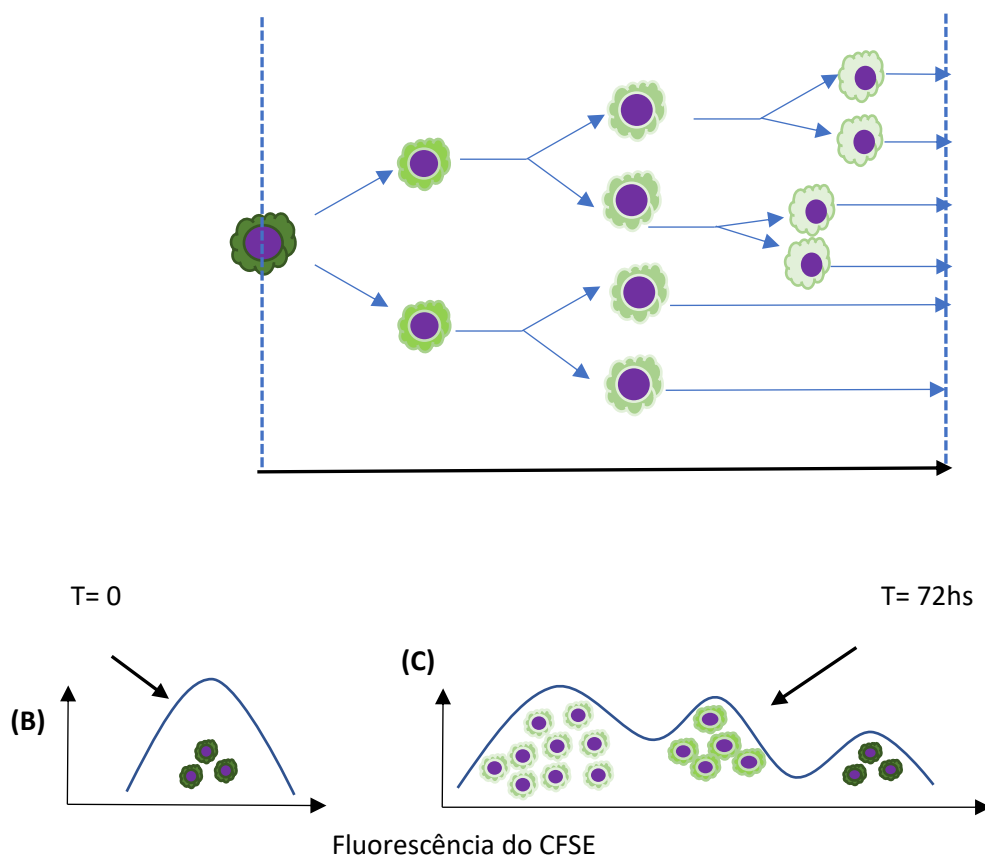 T= 0
T= 72hs
(B)
(C)
Fluorescência do CFSE